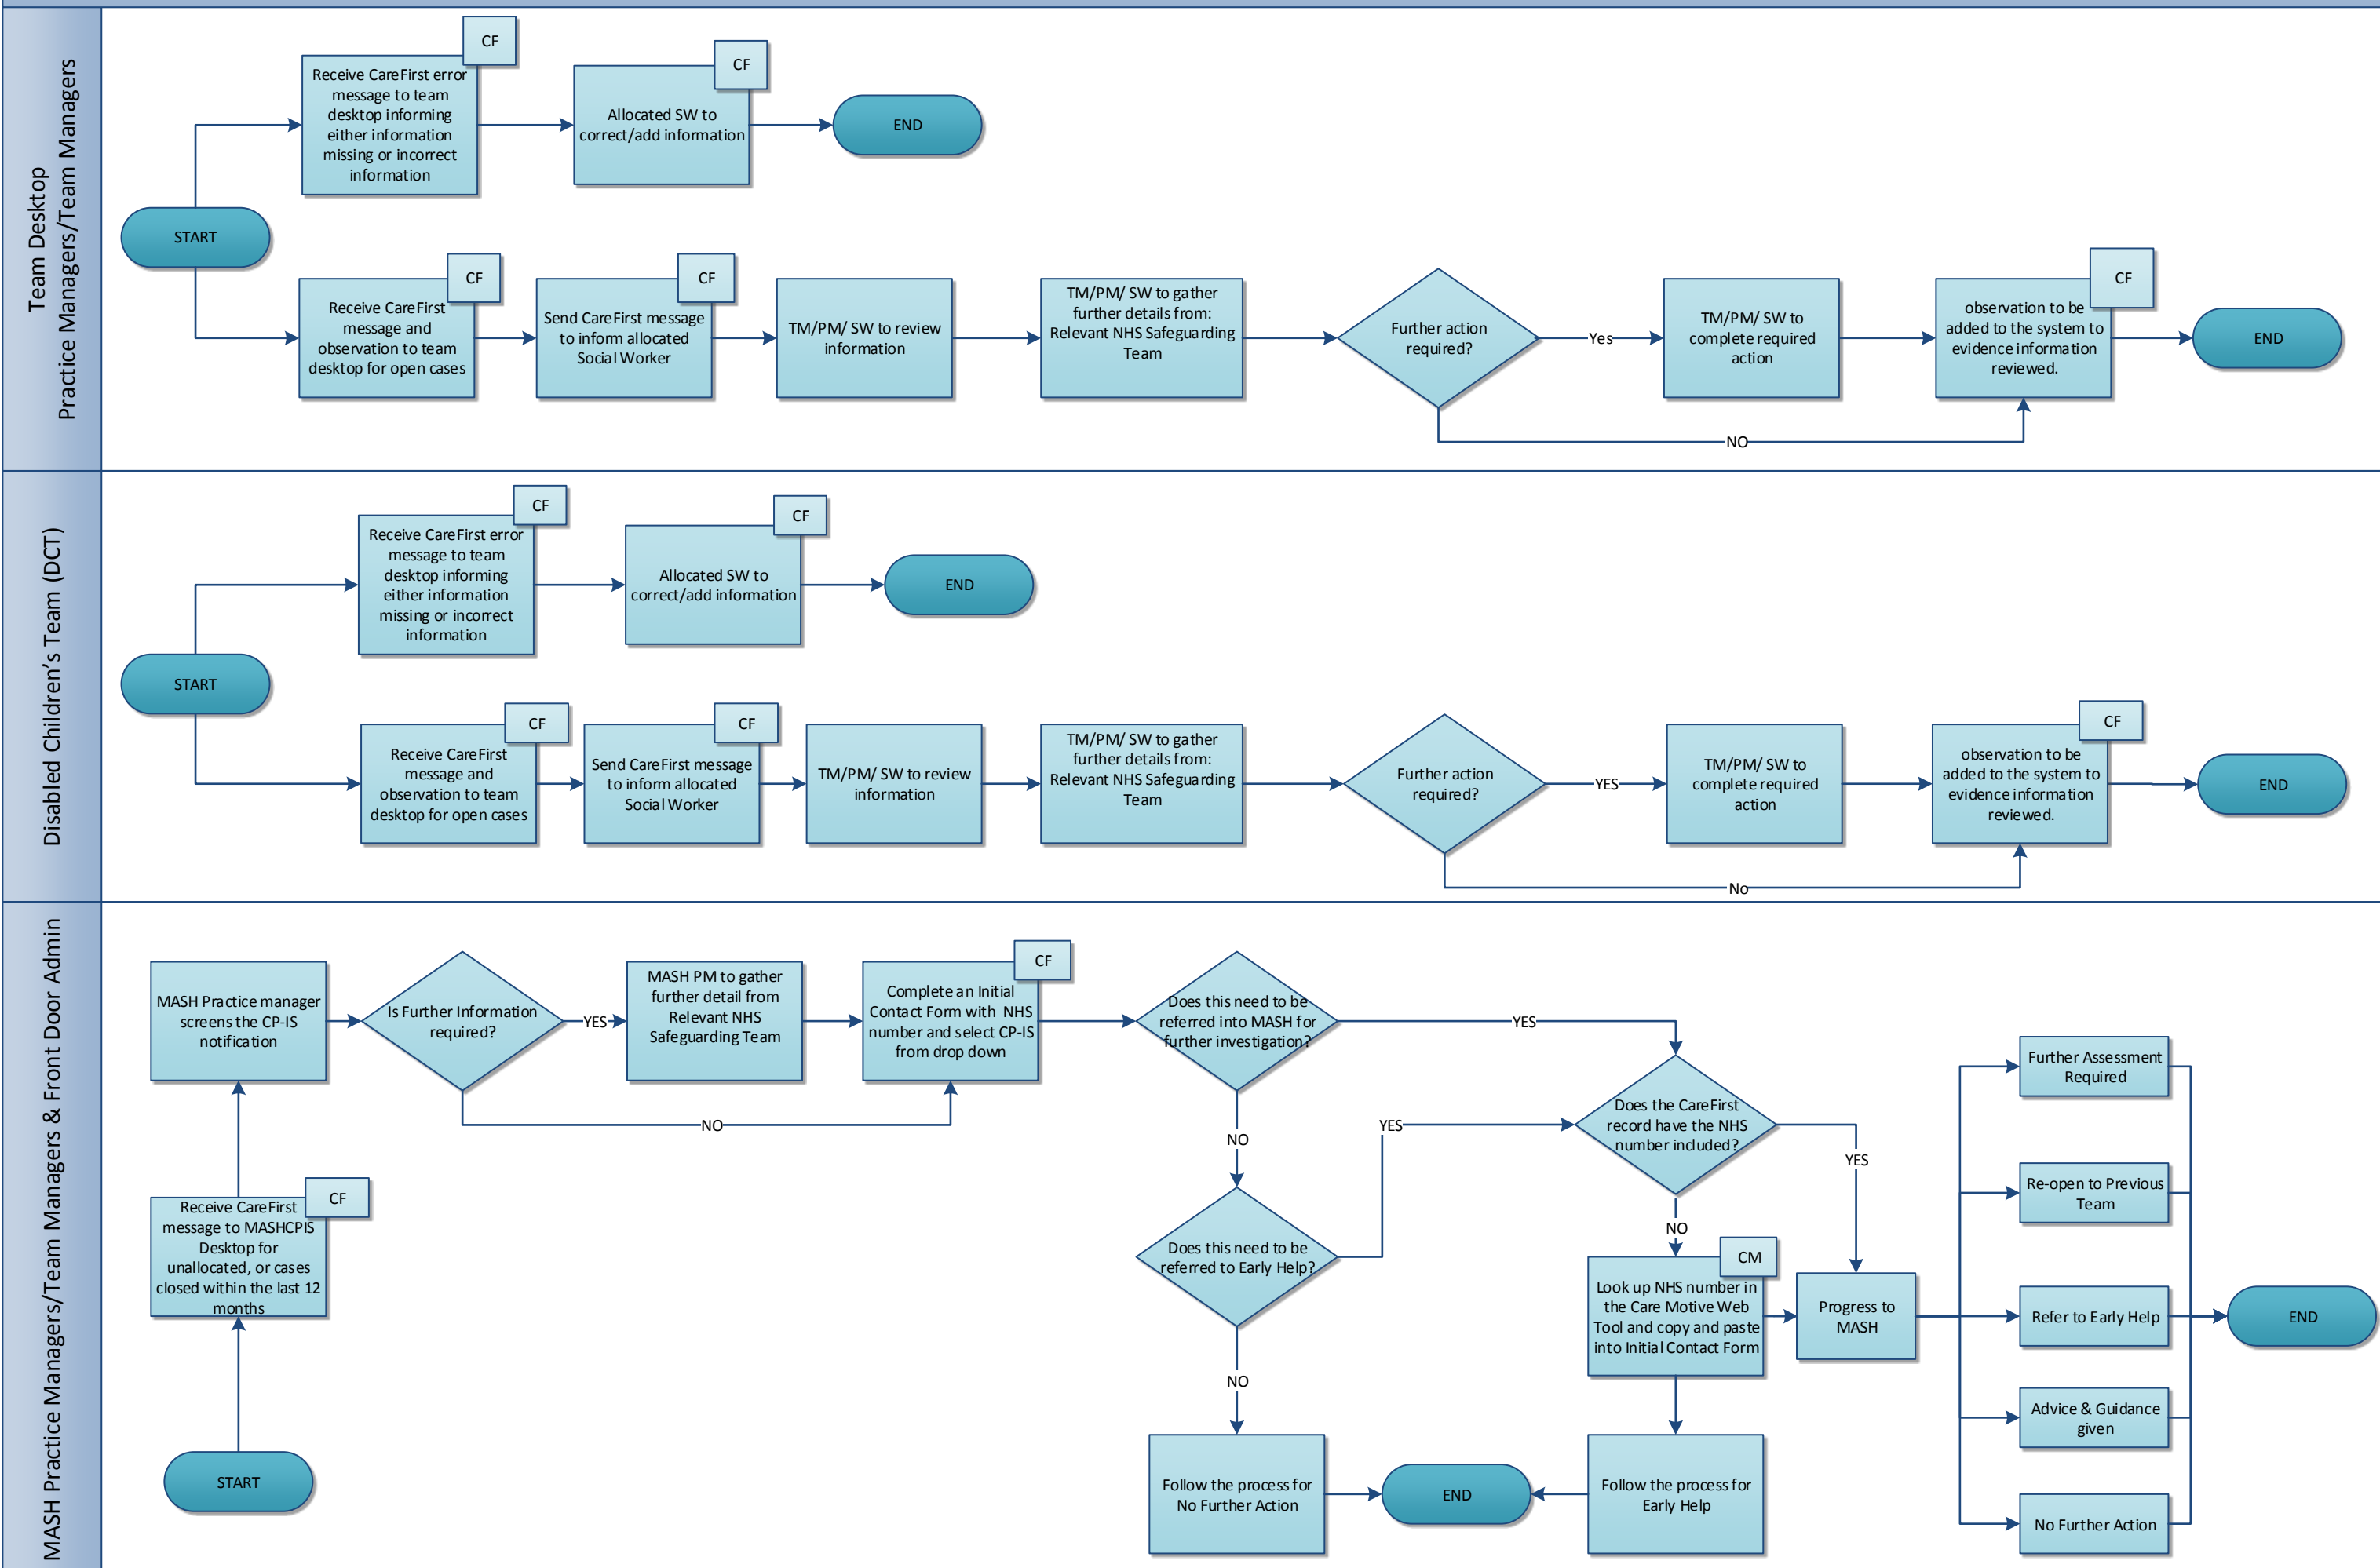 Team Desktop
Practice Managers/Team Managers
START
CF
Receive CareFirst error
message to team
desktop informing
either information
missing or incorrect
information
CF
Allocated SW to
correct/add information
END
CF
Receive CareFirst
message and
observation to team
desktop for open cases
CF
Send CareFirst message
to inform allocated
Social Worker
TM/PM/ SW to review
information
TM/PM/ SW to gather
further details from:
Relevant NHS Safeguarding
Team
Further action
required?
Yes
NO
TM/PM/ SW to
complete required
action
CF
observation to be
added to the system to
evidence information
reviewed.
END
Disabled Children’s Team (DCT)
START
CF
Receive CareFirst error
message to team
desktop informing
either information
missing or incorrect
information
CF
Allocated SW to
correct/add information
END
CF
Receive CareFirst
message and
observation to team
desktop for open cases
CF
Send CareFirst message
to inform allocated
Social Worker
TM/PM/ SW to review
information
TM/PM/ SW to gather
further details from:
Relevant NHS Safeguarding
Team
Further action
required?
YES
No
TM/PM/ SW to
complete required
action
CF
observation to be
added to the system to
evidence information
reviewed.
END
MASH Practice Managers/Team Managers & Front Door Admin
START
CF
Receive CareFirst
message to MASHCPIS
Desktop for
unallocated, or cases
closed within the last 12
months
MASH Practice manager
screens the CP-IS
notification
Is Further Information
required?
YES
NO
MASH PM to gather
further detail from
Relevant NHS
Safeguarding Team
CF
Complete an Initial
Contact Form with NHS
number and select CP-IS
from drop down
Does this need to be
referred into MASH for
further investigation?
YES
NO
Does this need to be
referred to Early Help?
YES
NO
Follow the process for
No Further Action
END
Does the CareFirst
record have the NHS
number included?
YES
NO
CM
Look up NHS number in
the Care Motive Web
Tool and copy and paste
into Initial Contact Form
Follow the process for
Early Help
Progress to
MASH
Further Assessment
Required
Re-open to Previous
Team
Refer to Early Help
Advice & Guidance
given
No Further Action
END